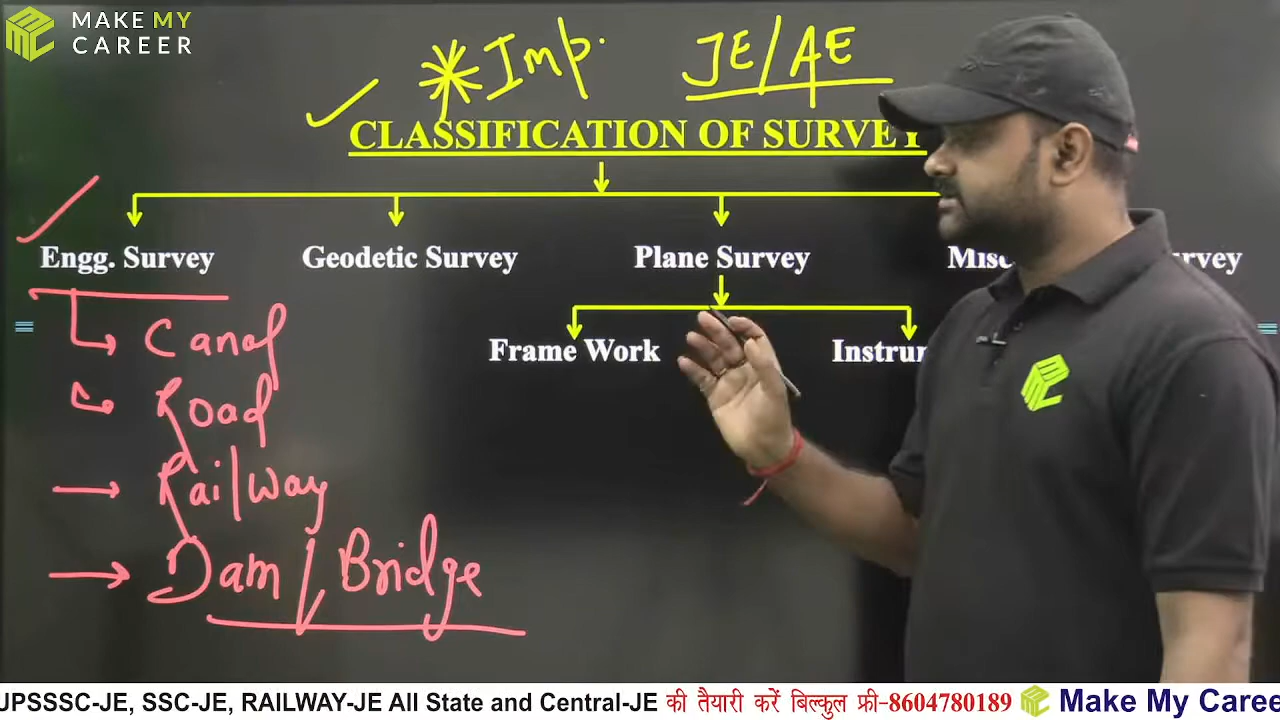 MAKE MY
CAREER
Imp. JE/AE
CLASSIFICATION OF SURVEY
Engg. Survey Geodetic Survey Plane Survey
Frame Work
Canal
Road
Railway
Dam/Bridge
UPSSSC-JE, SSC-JE, RAILWAY-JE All State and Central-JE की तैयारी करें बिल्कुल फ्री-8604780189 Make My Caree